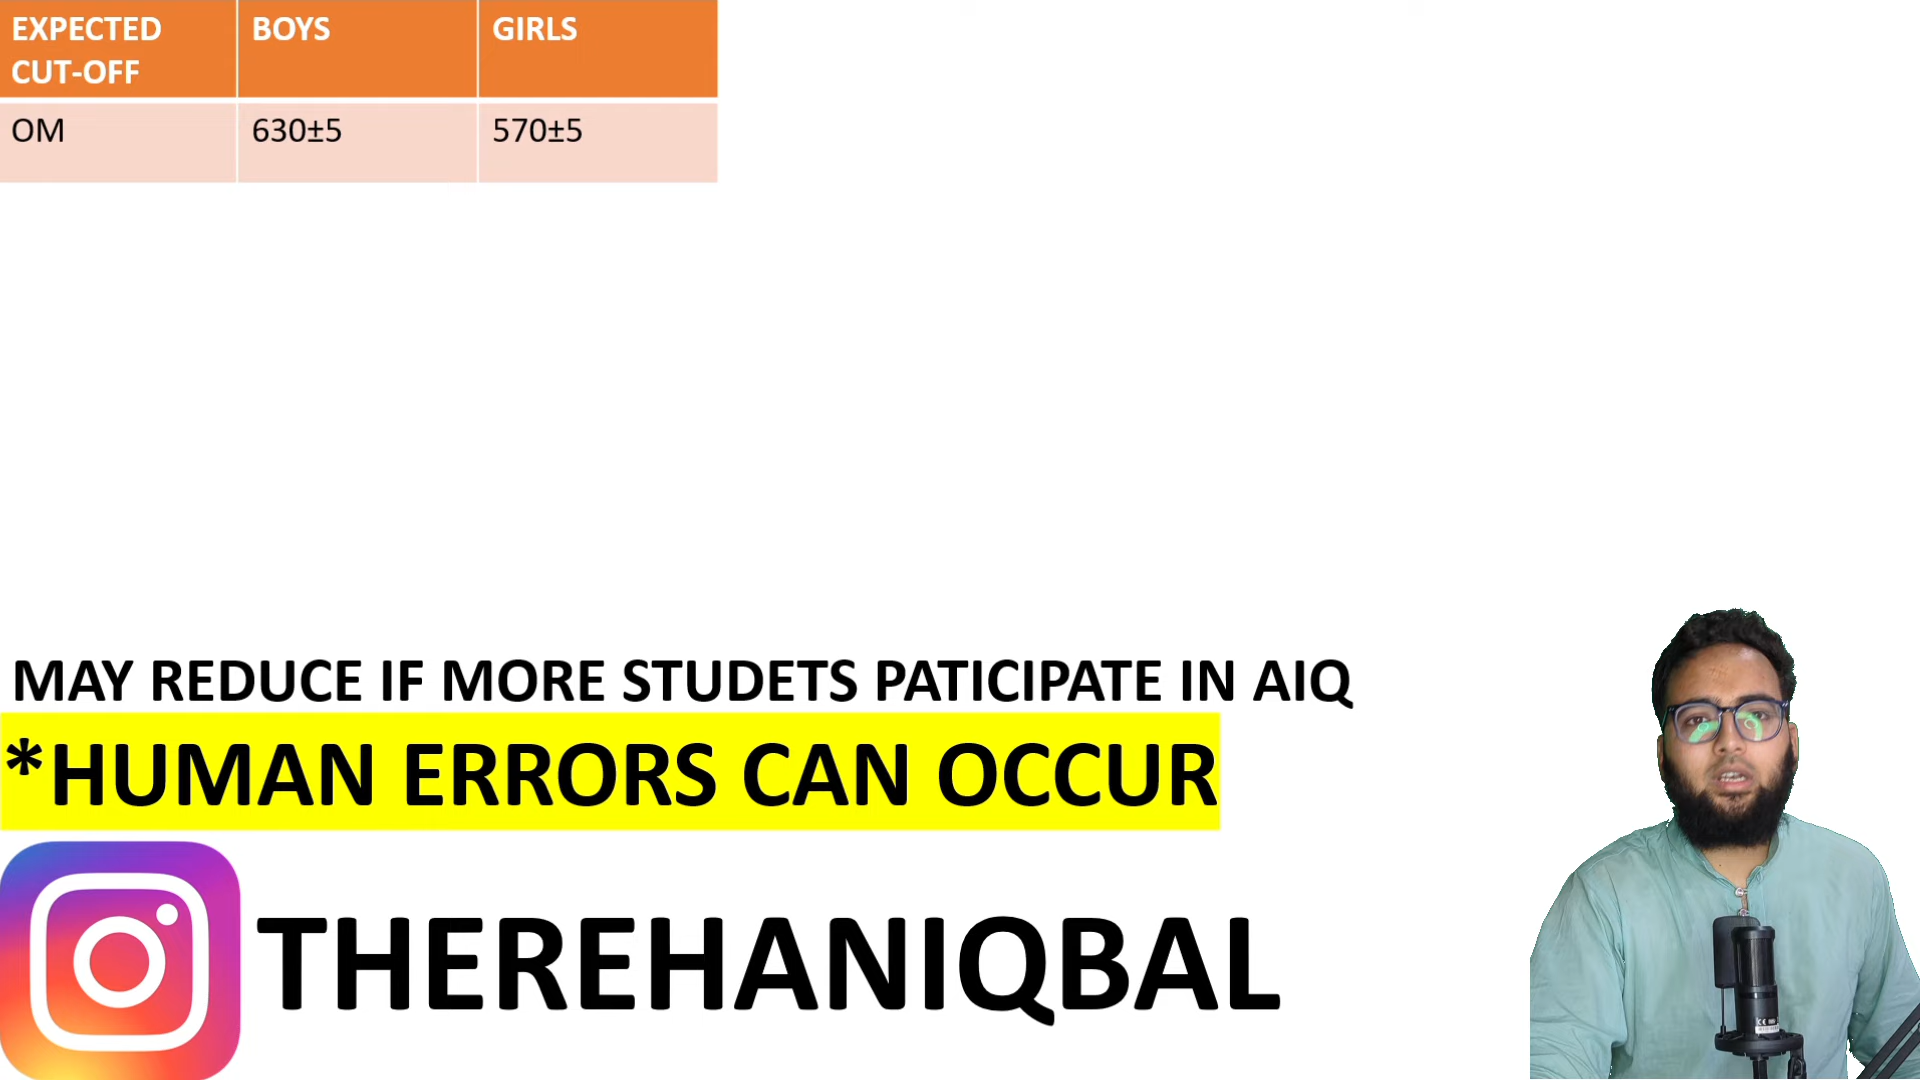 EXPECTED CUT-OFF BOYS GIRLS
OM 630±5 570±5
MAY REDUCE IF MORE STUDETS PATICIPATE IN AIQ
*HUMAN ERRORS CAN OCCUR
THEREHANIQBAL